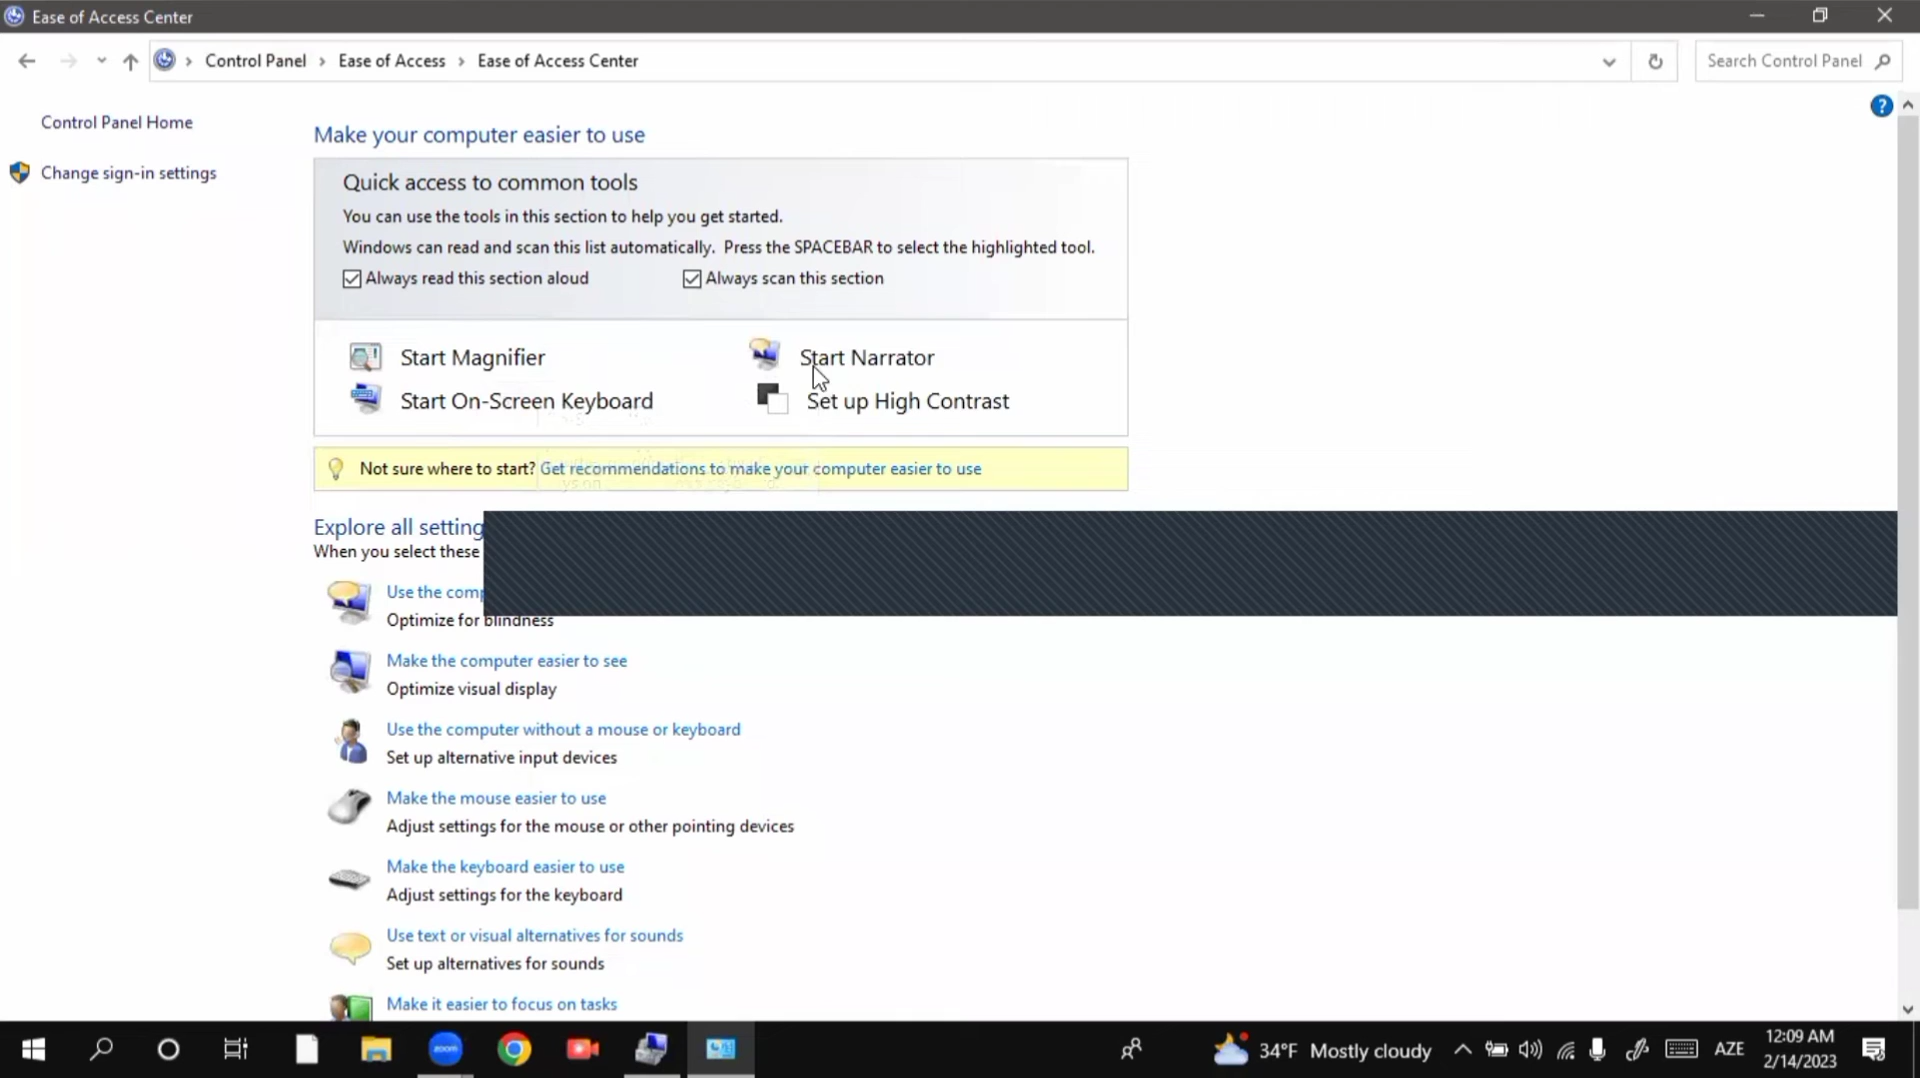 Ease of Access Center
Control Panel › Ease of Access › Ease of Access Center
Search Control Panel
Control Panel Home
Change sign-in settings
Make your computer easier to use
Quick access to common tools
You can use the tools in this section to help you get started.
Windows can read and scan this list automatically. Press the SPACEBAR to select the highlighted tool.
Always read this section aloud
Always scan this section
Start Magnifier
Start Narrator
Start On-Screen Keyboard
Set up High Contrast
Not sure where to start? Get recommendations to make your computer easier to use
Explore all setting
When you select these
Use the
Optimize for blindness
Make the computer easier to see
Optimize visual display
Use the computer without a mouse or keyboard
Set up alternative input devices
Make the mouse easier to use
Adjust settings for the mouse or other pointing devices
Make the keyboard easier to use
Adjust settings for the keyboard
Use text or visual alternatives for sounds
Set up alternatives for sounds
Make it easier to focus on tasks
zoom
34°F Mostly cloudy
AZE
12:09 AM
2/14/2023